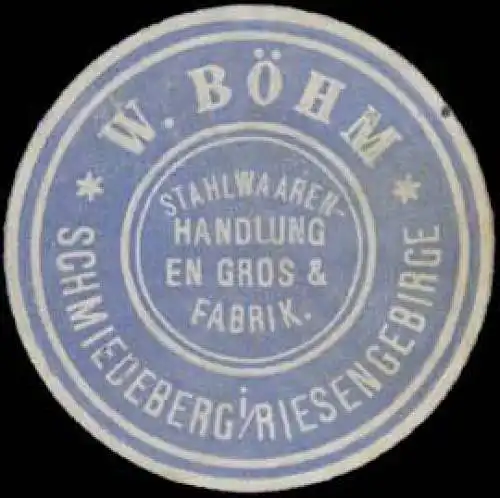 * W. BÖHM *
STAHLWAAREN-
HANDLUNG
EN GROS &
FABRIK.
SCHMIEDEBERG i/RIESENGEBIRGE